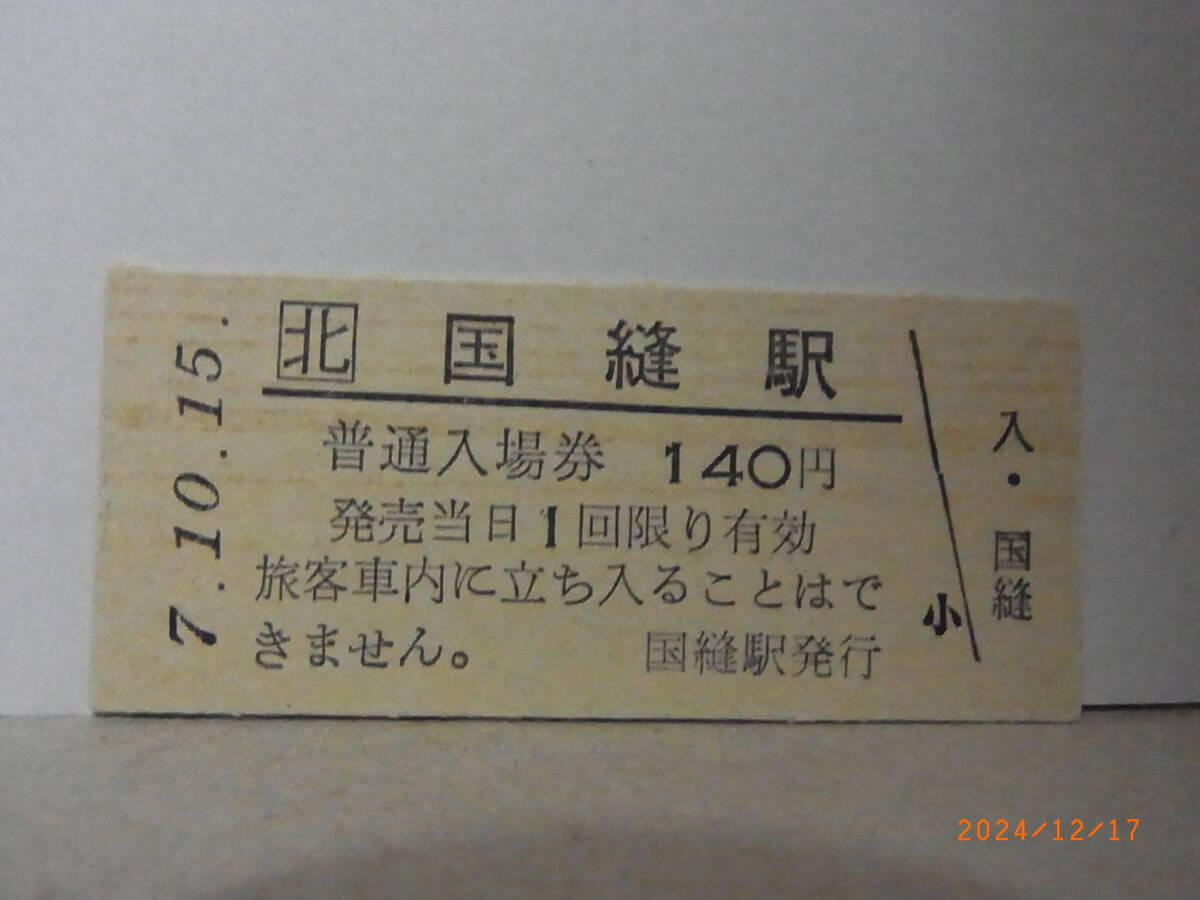 北 国縫駅
普通入場券 140円
発売当日1回限り有効
旅客車内に立ち入ることはで
きません。 国縫駅発行
7.10.15.
小
入・国縫
2024/12/17